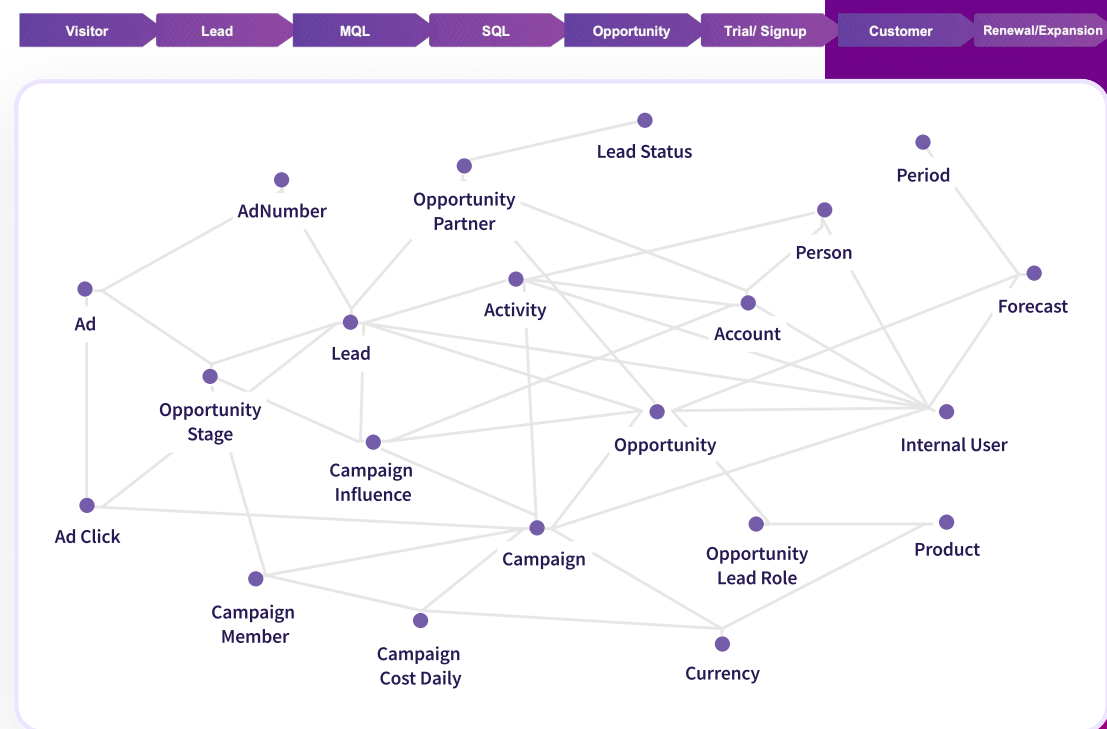 Visitor
Lead
MQL
SQL
Opportunity
Trial/ Signup
Customer
Renewal/Expansion
Lead Status
Period
AdNumber
Opportunity
Partner
Person
Ad
Activity
Account
Forecast
Lead
Opportunity
Stage
Campaign
Influence
Opportunity
Internal User
Ad Click
Campaign
Opportunity
Lead Role
Product
Campaign
Member
Campaign
Cost Daily
Currency